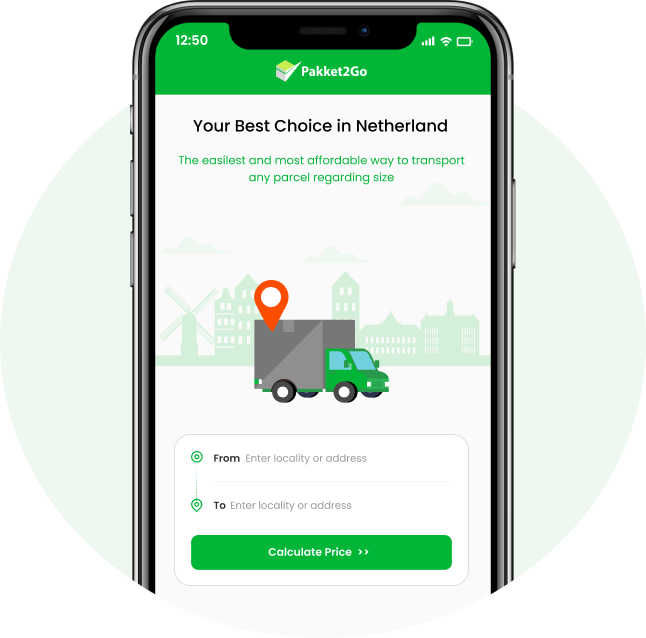 12:50
Pakket2Go
Your Best Choice in Netherland
The easilest and most affordable way to transport
any parcel regarding size
From Enter locality or address
To Enter locality or address
Calculate Price >>